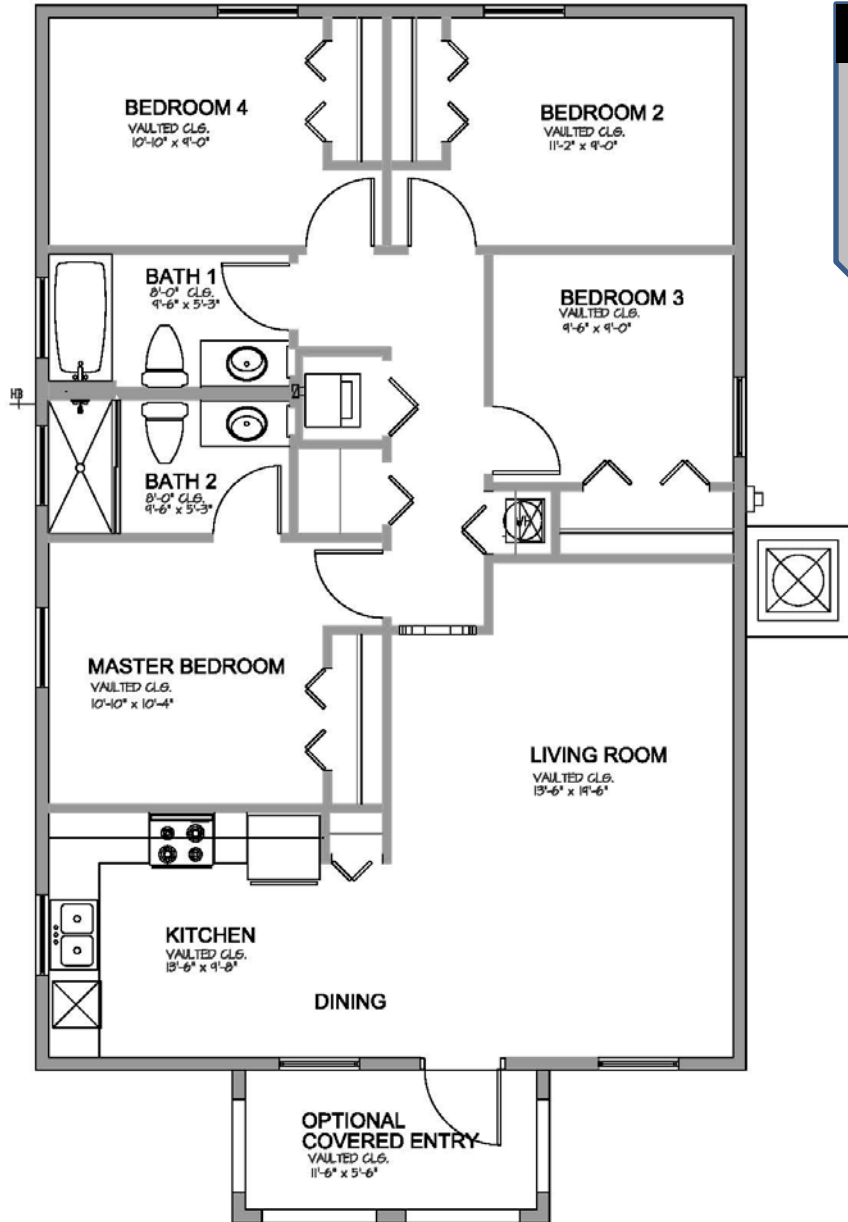 BEDROOM 4
VAULTED CLG.
10'-10" x 9'-0"
BEDROOM 2
VAULTED CLG.
11'-2" x 9'-0"
BATH 1
8'-0" CLG.
9'-6" x 5'-3"
BEDROOM 3
VAULTED CLG.
9'-6" x 9'-0"
HB
BATH 2
8'-0" CLG.
9'-6" x 5'-3"
WH
MASTER BEDROOM
VAULTED CLG.
10'-10" x 10'-4"
LIVING ROOM
VAULTED CLG.
13'-6" x 19'-6"
KITCHEN
VAULTED CLG.
13'-6" x 9'-8"
DINING
OPTIONAL
COVERED ENTRY
VAULTED CLG.
11'-6" x 5'-6"